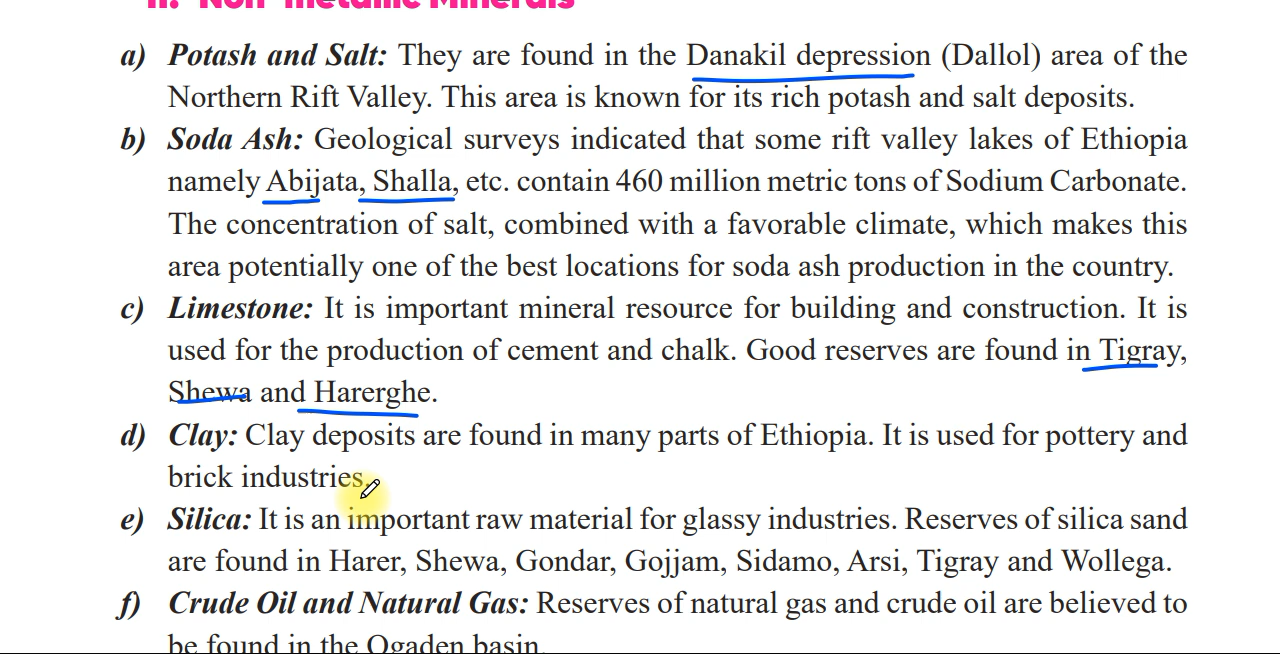 II. Non-metallic Minerals
a) Potash and Salt: They are found in the Danakil depression (Dallol) area of the
Northern Rift Valley. This area is known for its rich potash and salt deposits.
b) Soda Ash: Geological surveys indicated that some rift valley lakes of Ethiopia
namely Abijata, Shalla, etc. contain 460 million metric tons of Sodium Carbonate.
The concentration of salt, combined with a favorable climate, which makes this
area potentially one of the best locations for soda ash production in the country.
c) Limestone: It is important mineral resource for building and construction. It is
used for the production of cement and chalk. Good reserves are found in Tigray,
Shewa and Harerghe.
d) Clay: Clay deposits are found in many parts of Ethiopia. It is used for pottery and
brick industries.
e) Silica: It is an important raw material for glassy industries. Reserves of silica sand
are found in Harer, Shewa, Gondar, Gojjam, Sidamo, Arsi, Tigray and Wollega.
f) Crude Oil and Natural Gas: Reserves of natural gas and crude oil are believed to
be found in the Ogaden basin.